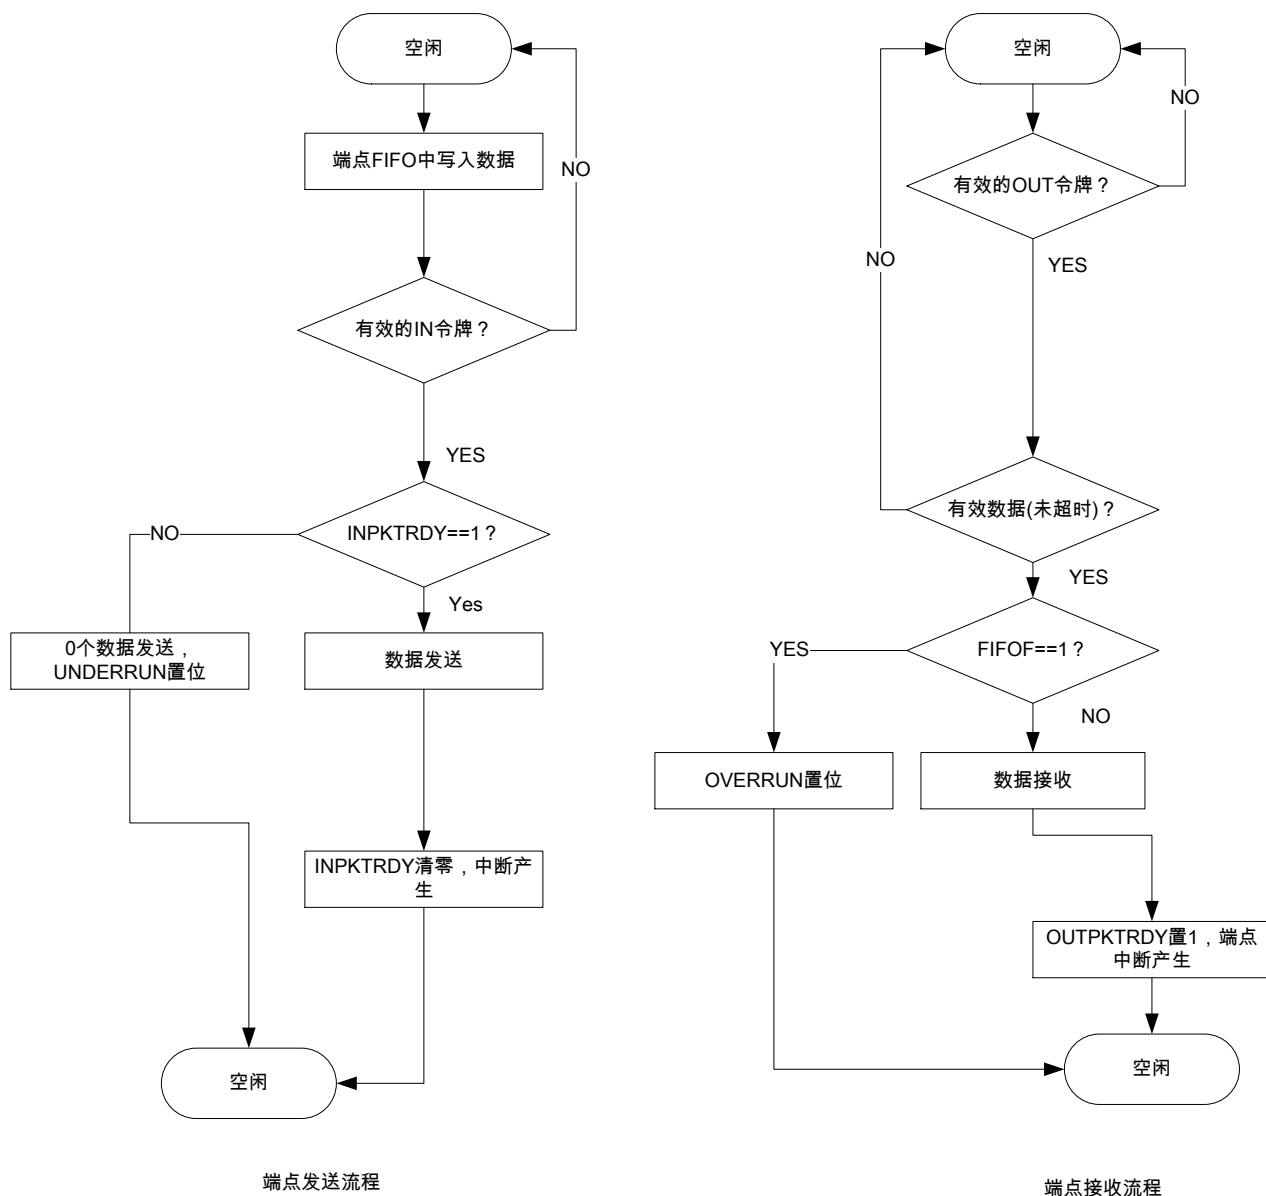 空闲
端点FIFO中写入数据
NO
有效的IN令牌？
YES
INPKTRDY==1？
NO
Yes
0个数据发送，
UNDERRUN置位
数据发送
INPKTRDY清零，中断产
生
空闲
端点发送流程
空闲
NO
有效的OUT令牌？
YES
NO
有效数据(未超时)？
YES
FIFOF==1？
YES
NO
OVERRUN置位
数据接收
OUTPKTRDY置1，端点
中断产生
空闲
端点接收流程